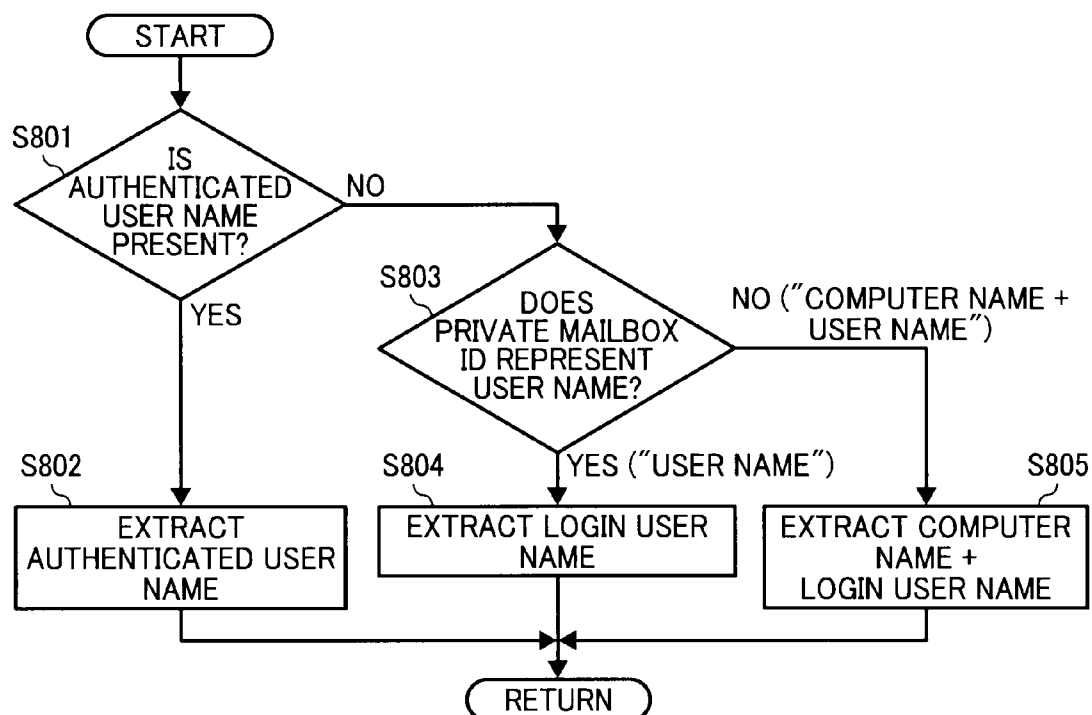 START
S801
IS
AUTHENTICATED
USER NAME
PRESENT?
NO
YES
S803
DOES
PRIVATE MAILBOX
ID REPRESENT
USER NAME?
NO ("COMPUTER NAME +
USER NAME")
YES ("USER NAME")
S802
EXTRACT
AUTHENTICATED USER
NAME
S804
EXTRACT LOGIN USER
NAME
S805
EXTRACT COMPUTER
NAME +
LOGIN USER NAME
RETURN